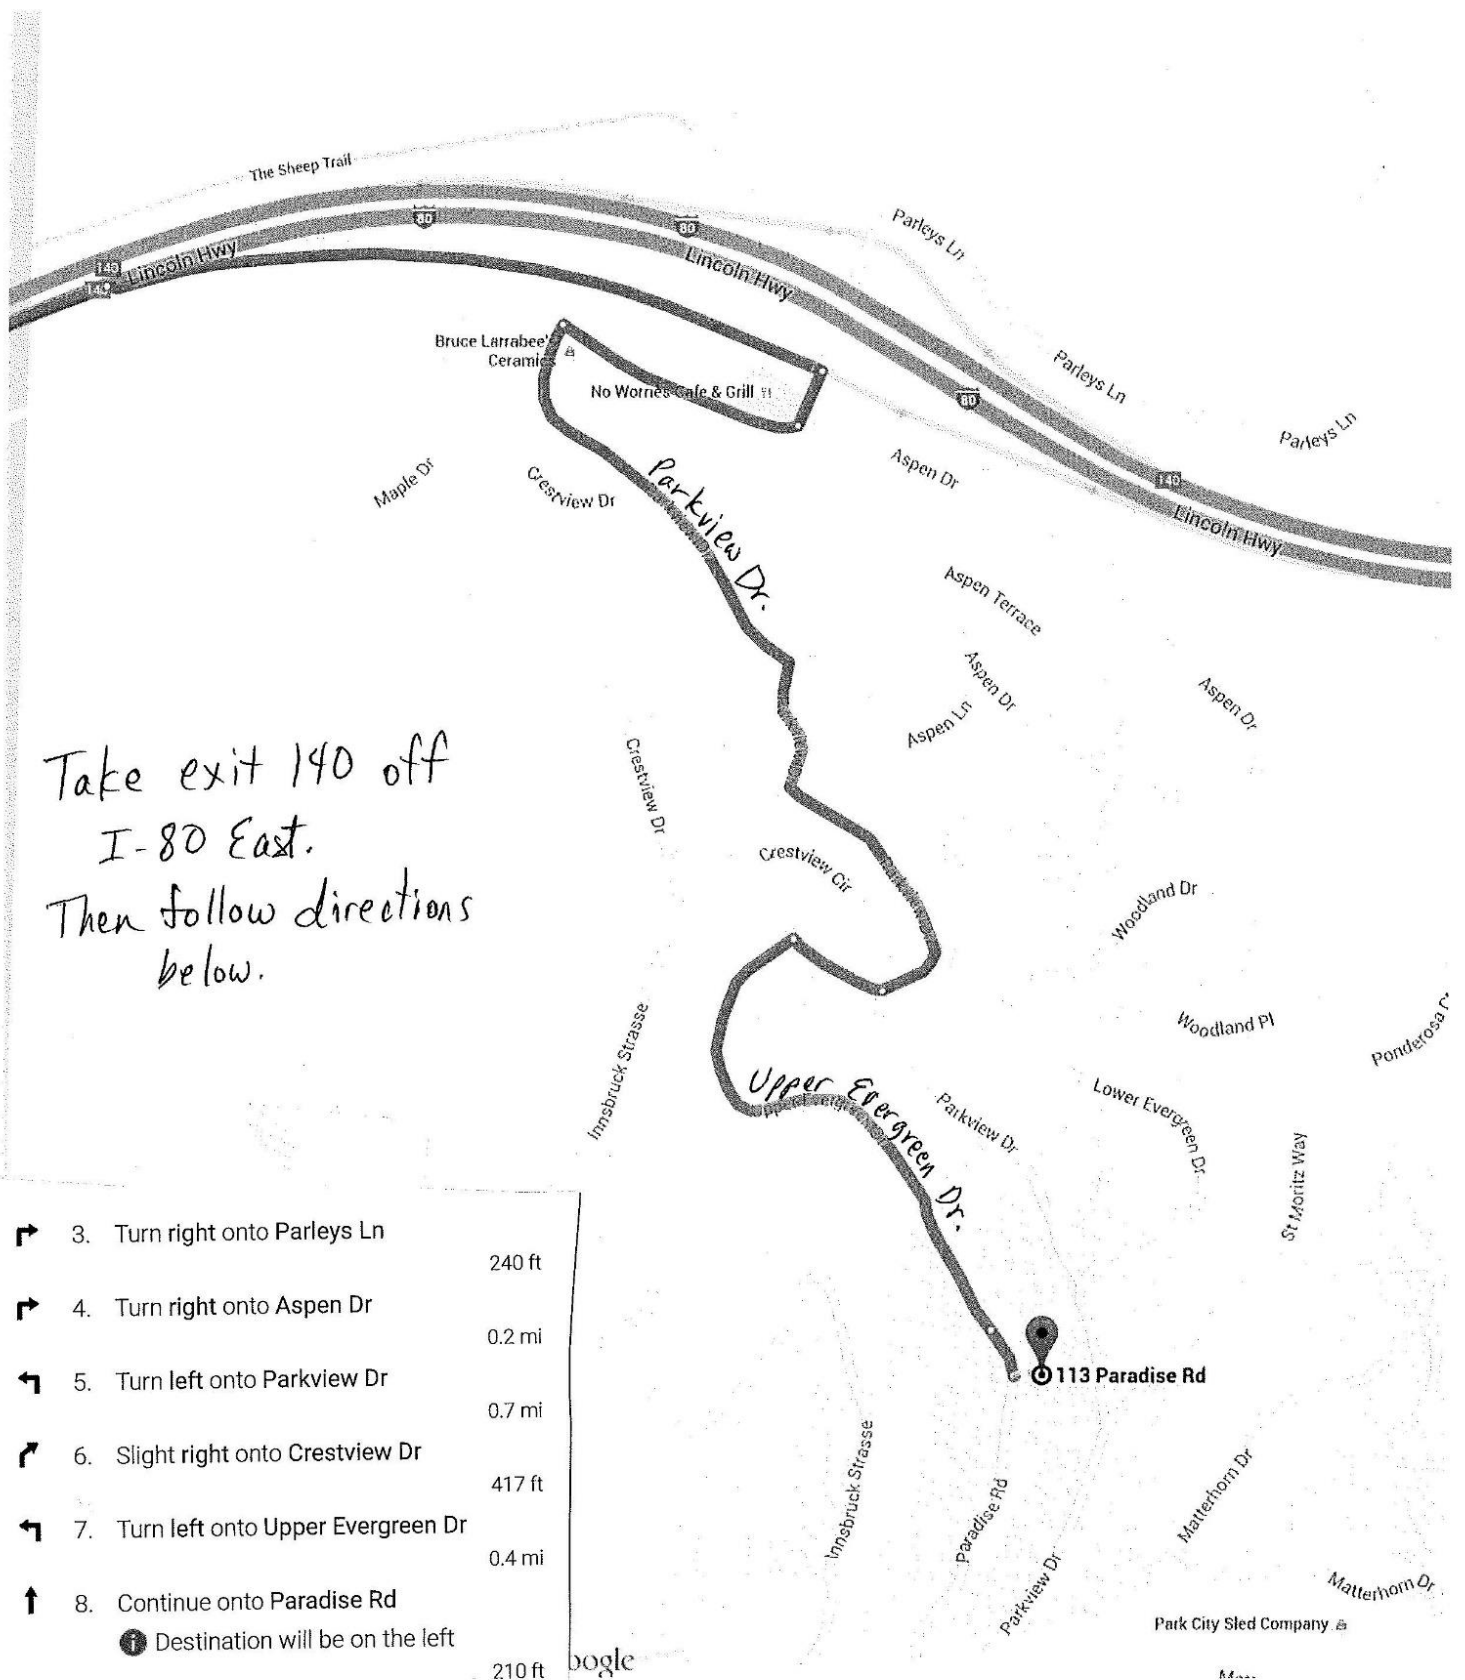 The Sheep Trail
80
80
Parleys Ln
140
Lincoln Hwy
140
Lincoln Hwy
Bruce Larrabee's
Ceramics
No Worries Cafe & Grill
Parleys Ln
80
Parleys Ln
Maple Dr
Crestview Dr
Parkview Dr.
Aspen Dr
140
Lincoln Hwy
Aspen Terrace
Aspen Dr
Aspen Ln
Aspen Dr
Take exit 140 off
I-80 East.
Then follow directions
below.
Crestview Dr
Crestview Cir
Parkview Dr
Woodland Dr
Innsbruck Strasse
Woodland Pl
Upper Evergreen Dr.
Parkview Dr
Lower Evergreen Dr
St Moritz Way
113 Paradise Rd
3. Turn right onto Parleys Ln
240 ft
4. Turn right onto Aspen Dr
0.2 mi
5. Turn left onto Parkview Dr
0.7 mi
6. Slight right onto Crestview Dr
417 ft
7. Turn left onto Upper Evergreen Dr
0.4 mi
8. Continue onto Paradise Rd
Destination will be on the left
210 ft
Innsbruck Strasse
Paradise Rd
Parkview Dr
Matterhorn Dr
Matterhorn Dr
Park City Sled Company